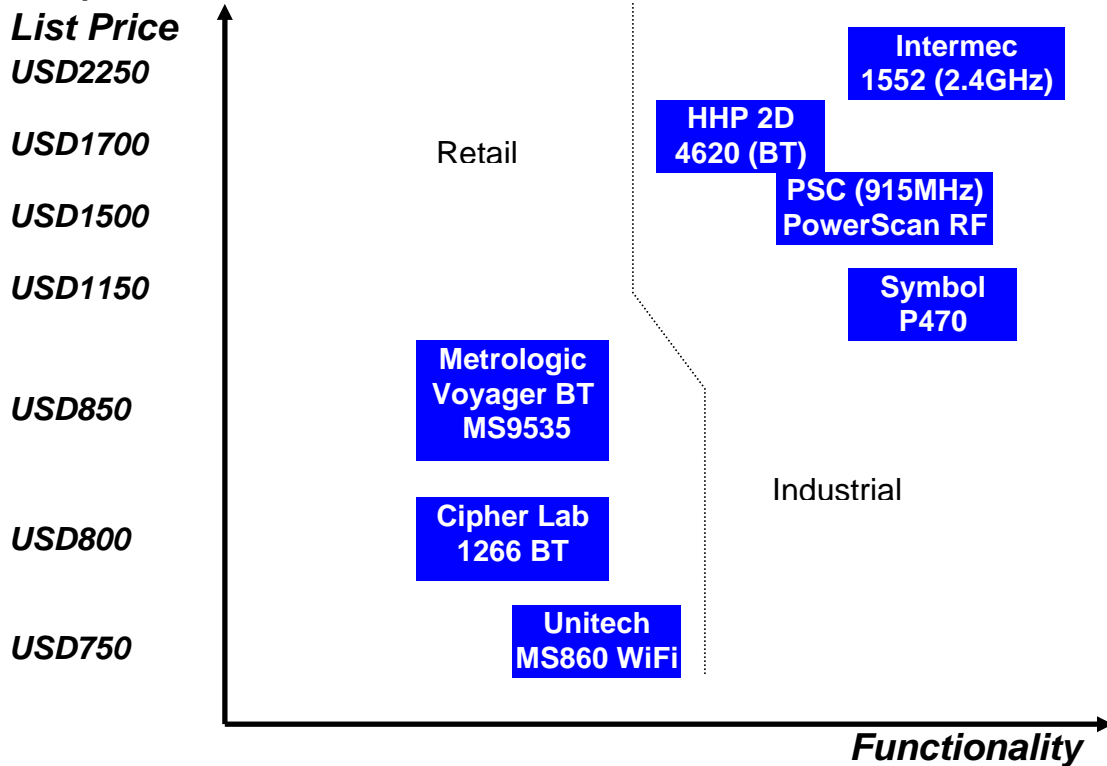 List Price
USD2250
USD1700
USD1500
USD1150
USD850
USD800
USD750
Retail
Industrial
Intermec
1552 (2.4GHz)
HHP 2D
4620 (BT)
PSC (915MHz)
PowerScan RF
Symbol
P470
Metrologic
Voyager BT
MS9535
Cipher Lab
1266 BT
Unitech
MS860 WiFi
Functionality